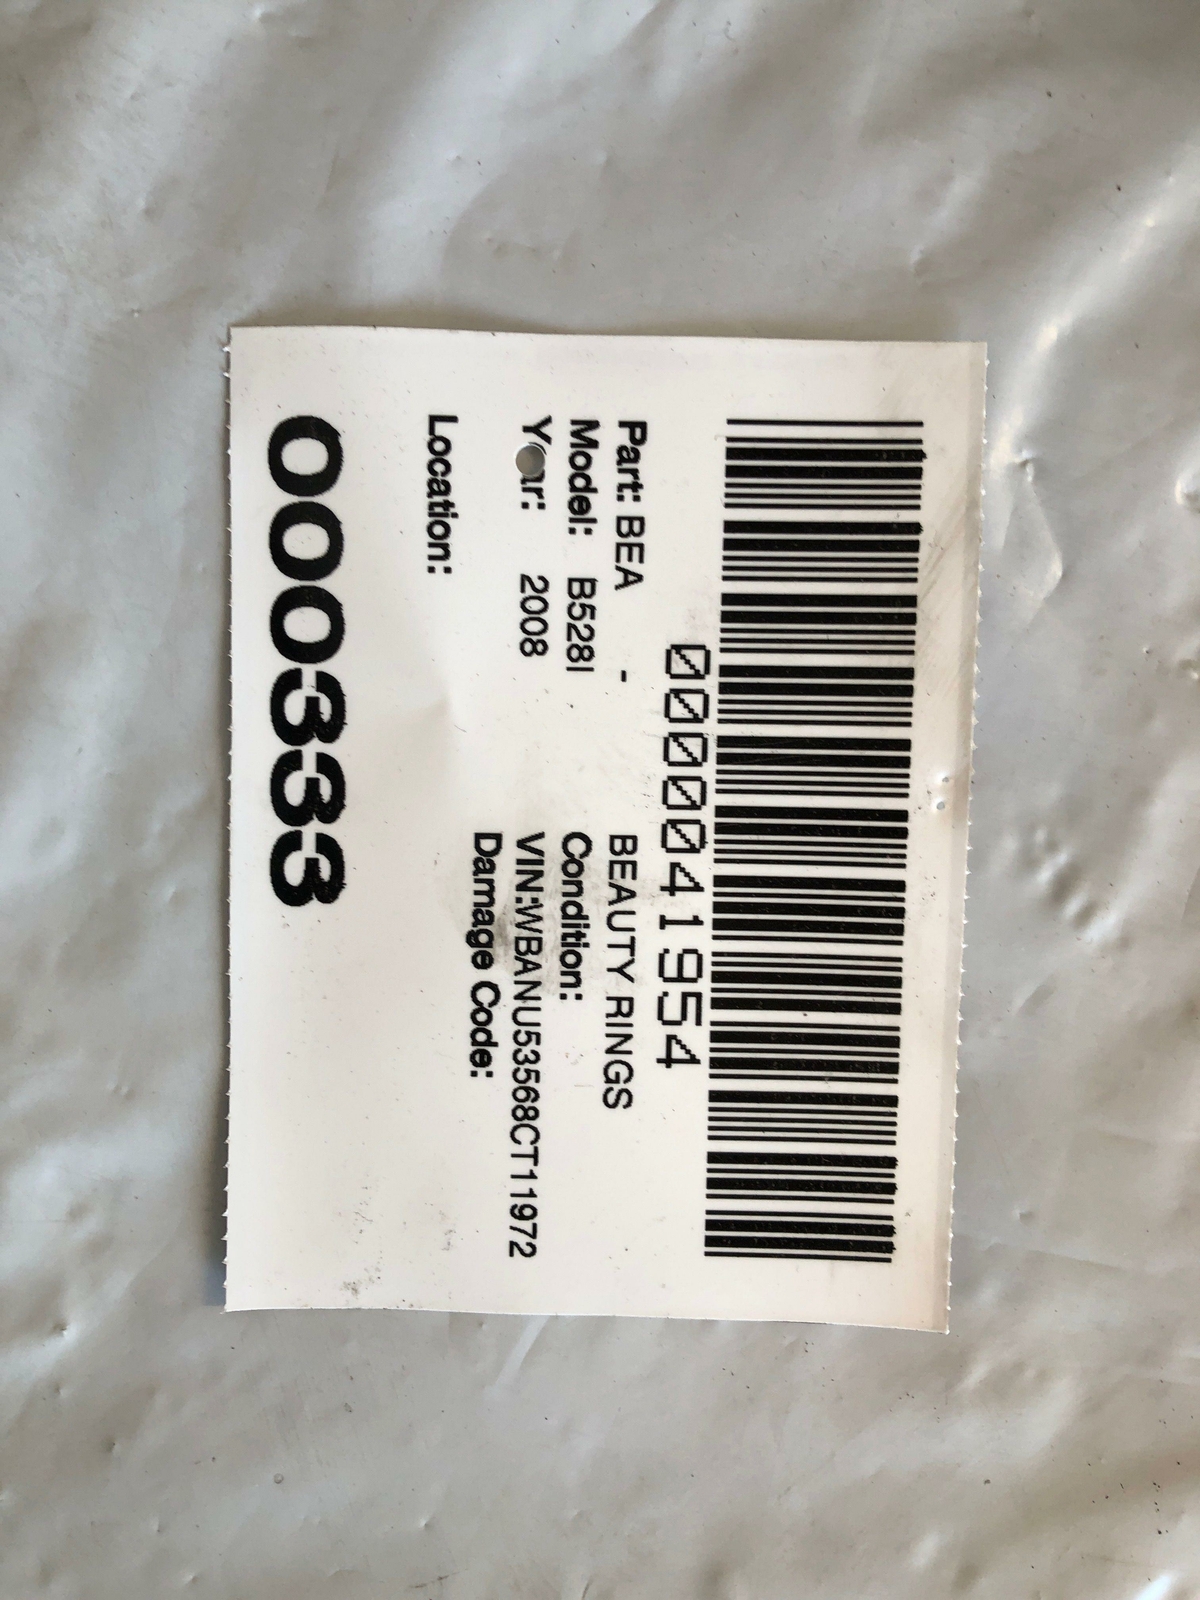 0000041954
Part: BEA - BEAUTY RINGS
Model: B528I Condition:
Year: 2008 VIN:WBANU53568CT11972
Damage Code:
Location:
000333